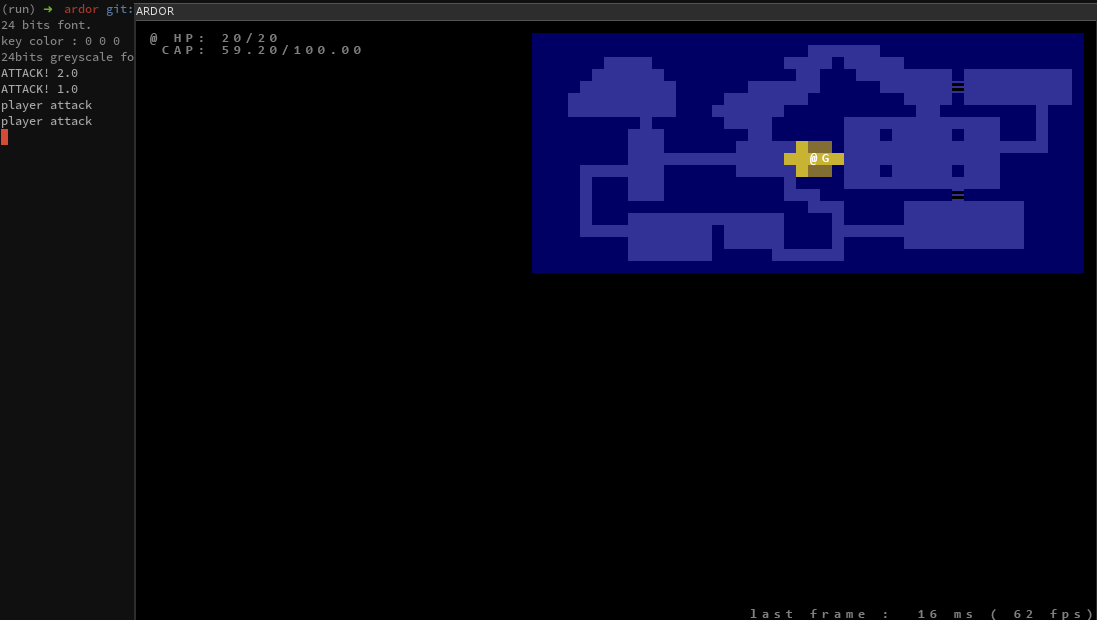 (run) ➜ ardor git:
24 bits font.
key color : 0 0 0
24bits greyscale fo
ATTACK! 2.0
ATTACK! 1.0
player attack
player attack
ARDOR
@ HP: 20/20
CAP: 59.20/100.00
@G
last frame : 16 ms ( 62 fps)